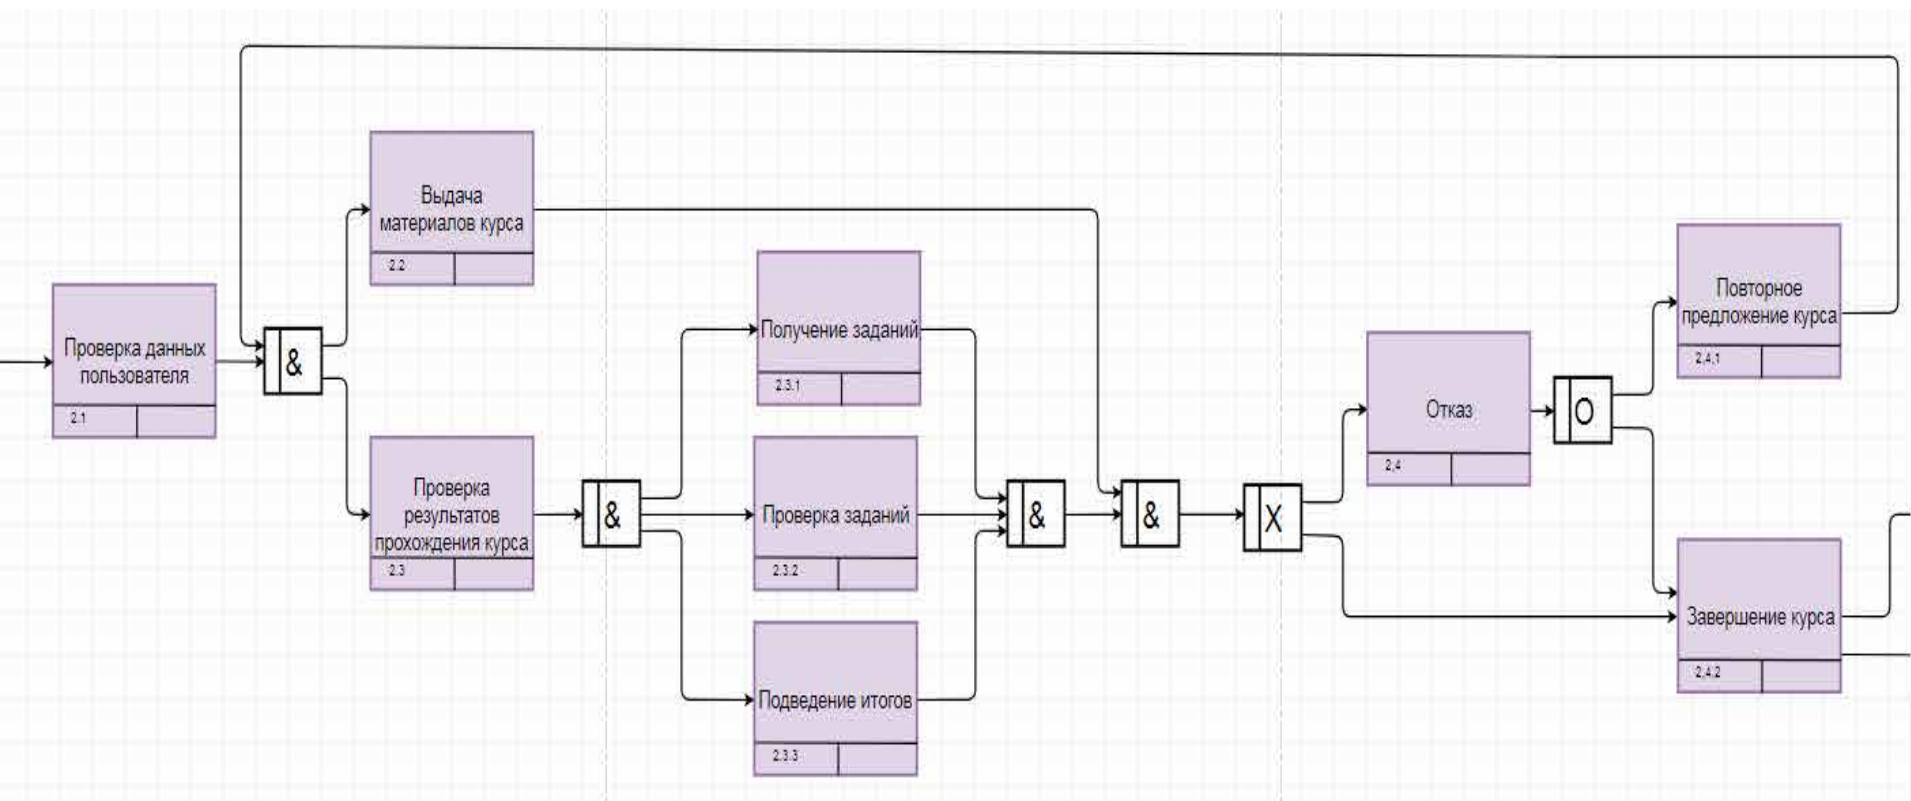 Проверка данных
пользователя
2.1
&
Выдача
материалов курса
2.2
Проверка
результатов
прохождения курса
2.3
&
Получение заданий
2.3.1
Проверка заданий
2.3.2
Подведение итогов
2.3.3
&
&
X
Отказ
2,4
O
Повторное
предложение курса
2,4,1
Завершение курса
2,4,2